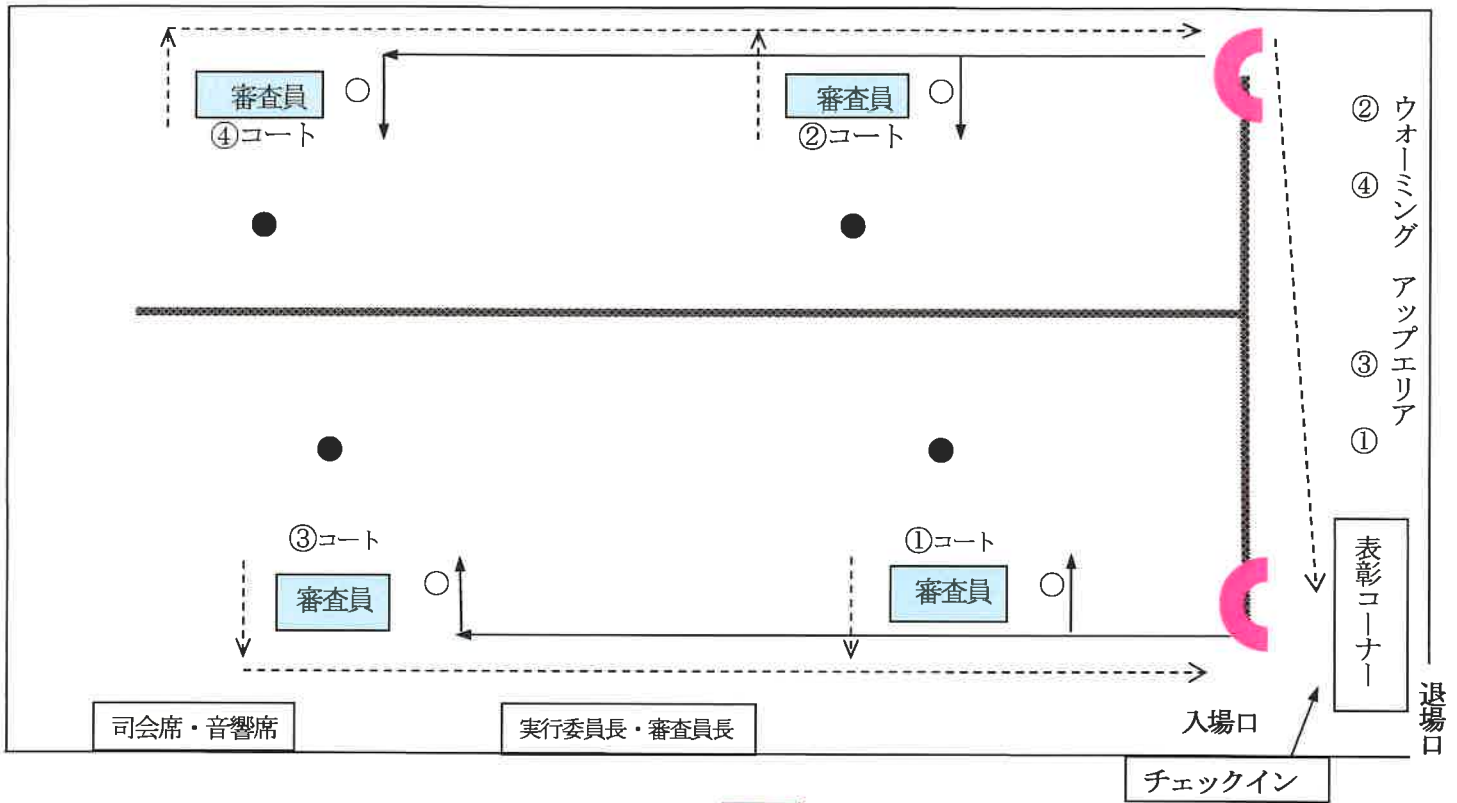 審査員
④コート
審査員
②コート
② ④ ③ ①
ウォーミング アップエリア
③コート
審査員
①コート
審査員
表彰コーナー
司会席・音響席
実行委員長・審査員長
入場口
退場口
チェックイン